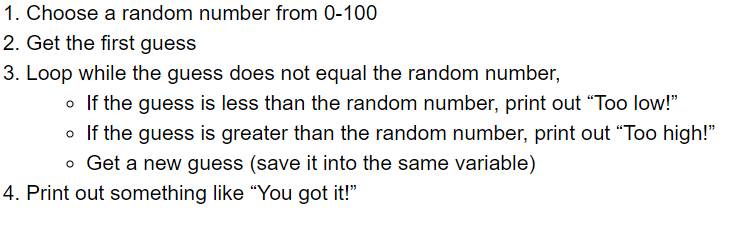 1. Choose a random number from 0-100
2. Get the first guess
3. Loop while the guess does not equal the random number,
◦ If the guess is less than the random number, print out “Too low!”
◦ If the guess is greater than the random number, print out “Too high!”
◦ Get a new guess (save it into the same variable)
4. Print out something like “You got it!”